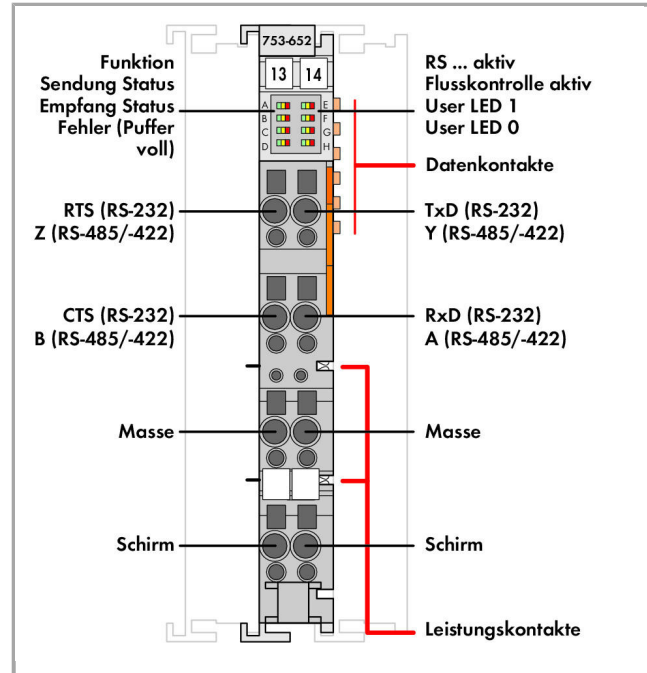 753-652
13 14
Funktion
Sendung Status
Empfang Status
Fehler (Puffer
voll)
RS ... aktiv
Flusskontrolle aktiv
User LED 1
User LED 0
A
B
C
D
E
F
G
H
Datenkontakte
RTS (RS-232)
Z (RS-485/-422)
TxD (RS-232)
Y (RS-485/-422)
CTS (RS-232)
B (RS-485/-422)
RxD (RS-232)
A (RS-485/-422)
Masse
Masse
Schirm
Schirm
Leistungskontakte